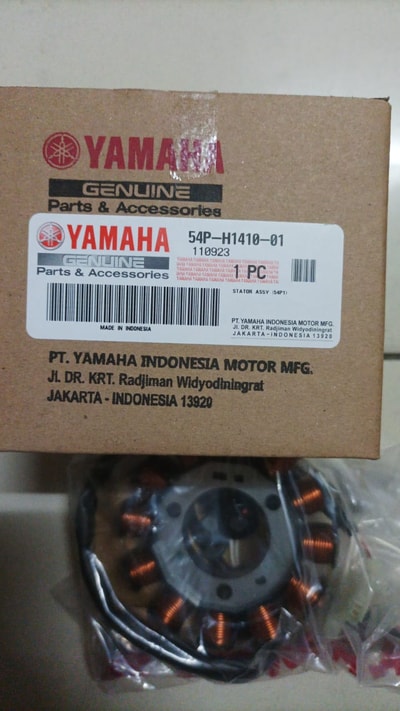 YAMAHA
GENUINE
Parts & Accessories
YAMAHA
GENUINE
Parts & Accessories
54P-H1410-01
110923
1 PC
STATOR ASSY (54P1)
MADE IN INDONESIA
PT. YAMAHA INDONESIA MOTOR MFG.
Jl. DR. KRT. Radjiman Widyodiningrat
JAKARTA - INDONESIA 13920
PT. YAMAHA INDONESIA MOTOR MFG.
Jl. DR. KRT. Radjiman Widyodiningrat
JAKARTA - INDONESIA 13920